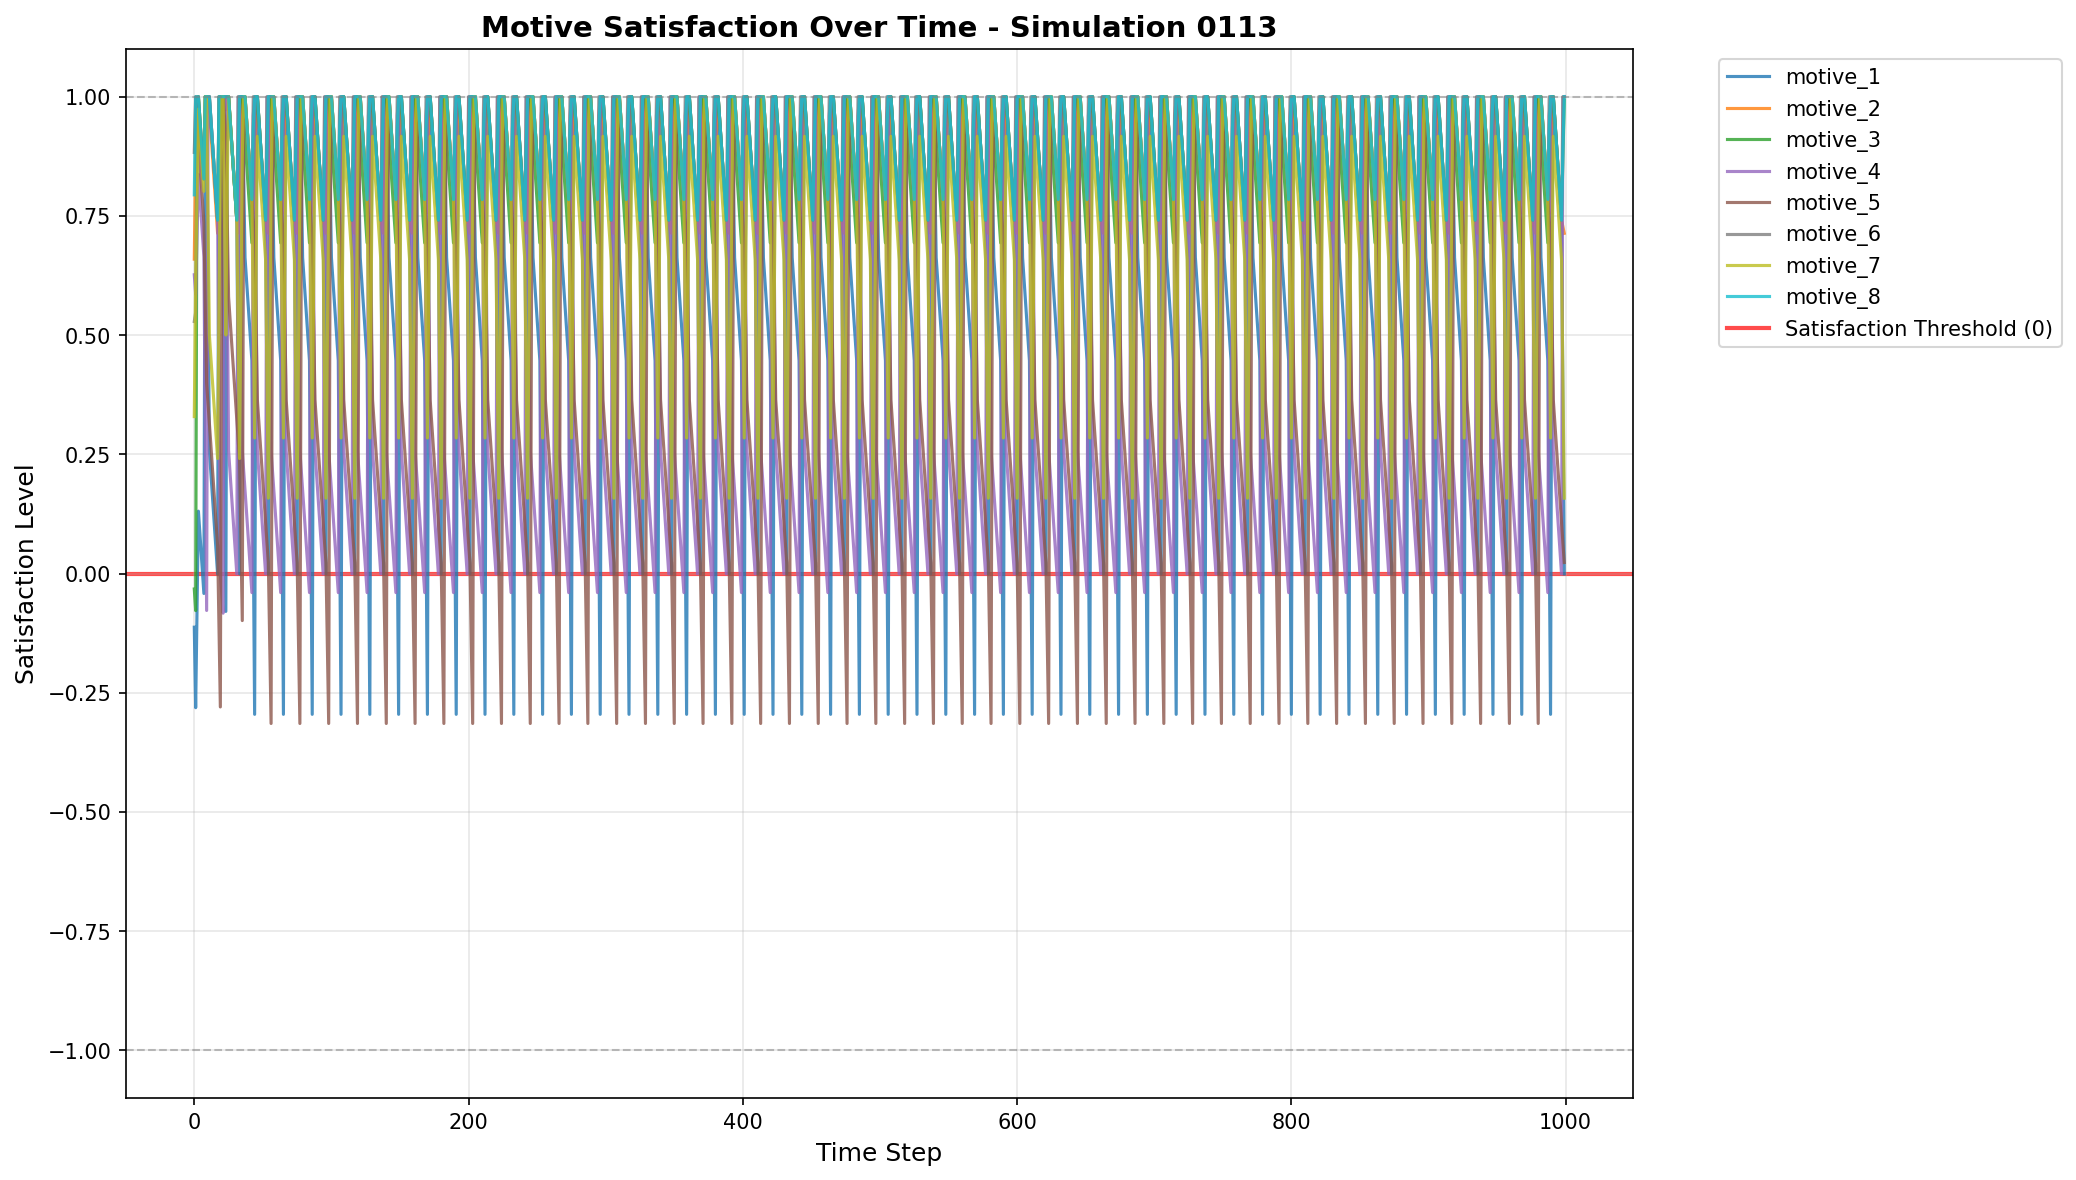 Motive Satisfaction Over Time - Simulation 0113
1.00
0.75
0.50
0.25
0.00
−0.25
−0.50
−0.75
−1.00
Satisfaction Level
0
200
400
600
800
1000
Time Step
motive_1
motive_2
motive_3
motive_4
motive_5
motive_6
motive_7
motive_8
Satisfaction Threshold (0)